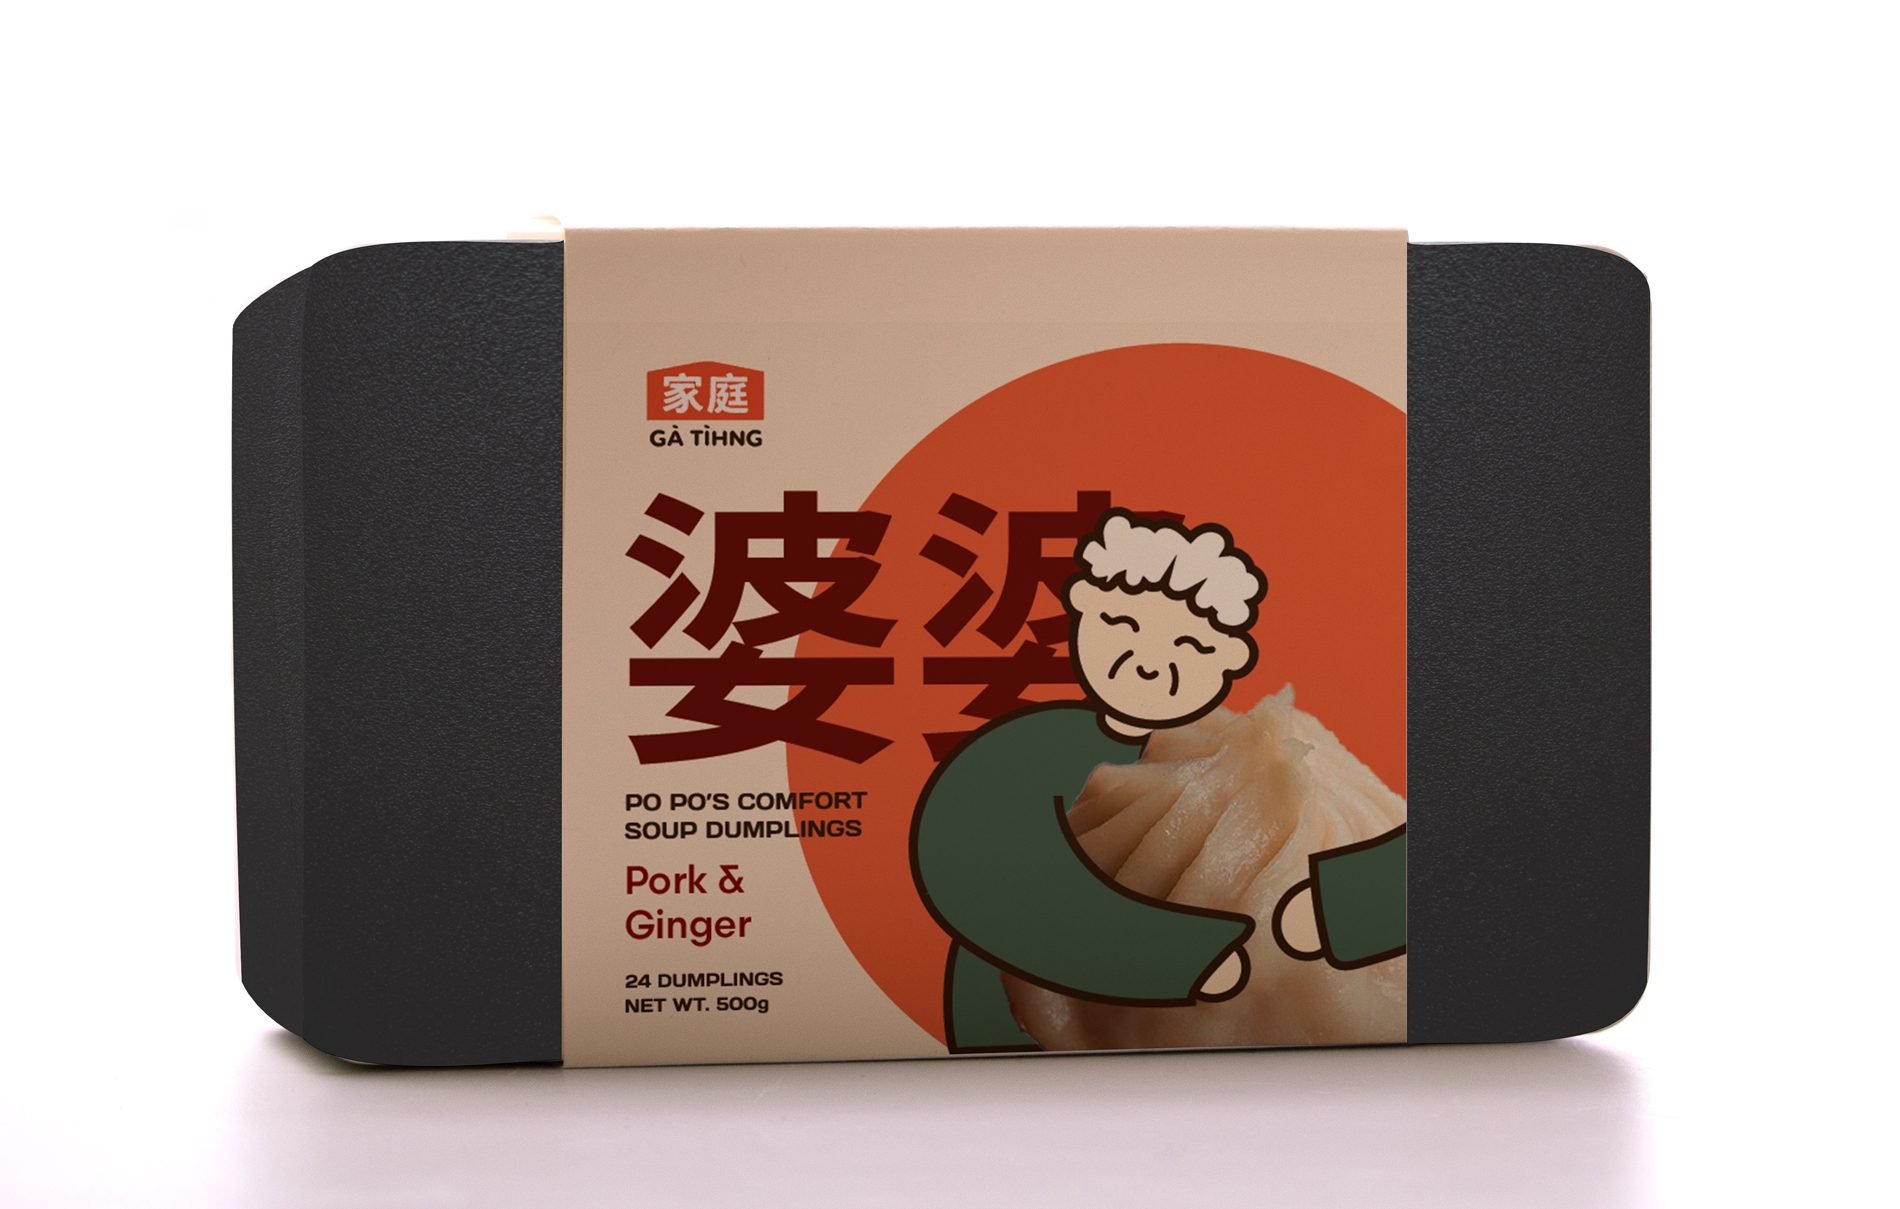 家庭
GÀ TÌHNG
婆婆
PO PO'S COMFORT
SOUP DUMPLINGS
Pork &
Ginger
24 DUMPLINGS
NET WT. 500g